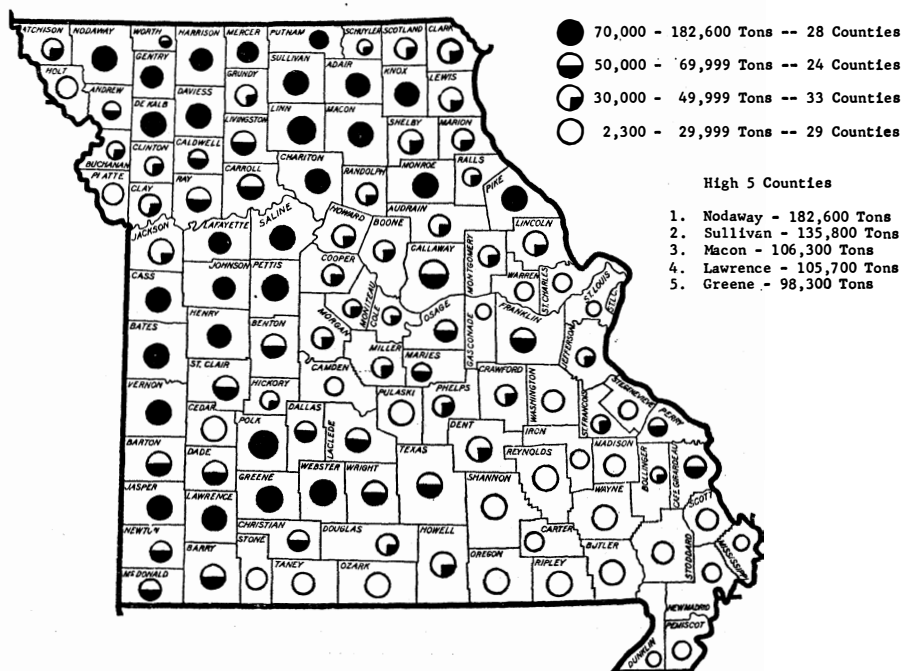 70,000 - 182,600 Tons -- 28 Counties
50,000 - 69,999 Tons -- 24 Counties
30,000 - 49,999 Tons -- 33 Counties
2,300 - 29,999 Tons -- 29 Counties
High 5 Counties
1. Nodaway - 182,600 Tons
2. Sullivan - 135,800 Tons
3. Macon - 106,300 Tons
4. Lawrence - 105,700 Tons
5. Greene - 98,300 Tons
ATCHISON
NODAWAY
WORTH
HARRISON
MERCER
PUTNAM
SCHUYLER
SCOTLAND
CLARK
HOLT
GENTRY
SULLIVAN
ADAIR
KNOX
LEWIS
ANDREW
DE KALB
DAVIESS
GRUNDY
LINN
MACON
SHELBY
MARION
BUCHANAN
CLINTON
CALDWELL
LIVINGSTON
CHARITON
RANDOLPH
MONROE
RALLS
PLATTE
CLAY
RAY
CARROLL
AUDRAIN
PIKE
JACKSON
LAFAYETTE
SALINE
HOWARD
BOONE
CALLAWAY
MONTGOMERY
LINCOLN
CASS
JOHNSON
PETTIS
COOPER
MONITEAU
COLE
OSAGE
GASCONADE
WARREN
ST. CHARLES
ST. LOUIS
ST.L.C.
BATES
HENRY
BENTON
MORGAN
MILLER
MARIES
FRANKLIN
JEFFERSON
VERNON
ST. CLAIR
HICKORY
CAMDEN
PULASKI
PHELPS
CRAWFORD
WASHINGTON
ST FRANCOIS
STE GENEVIEVE
PERRY
BARTON
CEDAR
POLK
DALLAS
LACLEDE
TEXAS
DENT
IRON
REYNOLDS
MADISON
BOLLINGER
CAPE GIRARDEAU
JASPER
DADE
GREENE
WEBSTER
WRIGHT
SHANNON
WAYNE
SCOTT
NEWTON
LAWRENCE
CHRISTIAN
DOUGLAS
HOWELL
CARTER
BUTLER
STODDARD
MISSISSIPPI
MCDONALD
BARRY
STONE
TANEY
OZARK
OREGON
RIPLEY
NEW MADRID
PEMISCOT
DUNKLIN